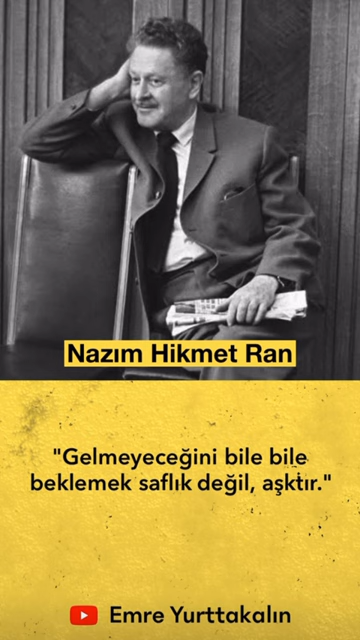 Nazım Hikmet Ran
"Gelmeyeceğini bile bile
beklemek saflık değil, aşktır."
Emre Yurttakalın